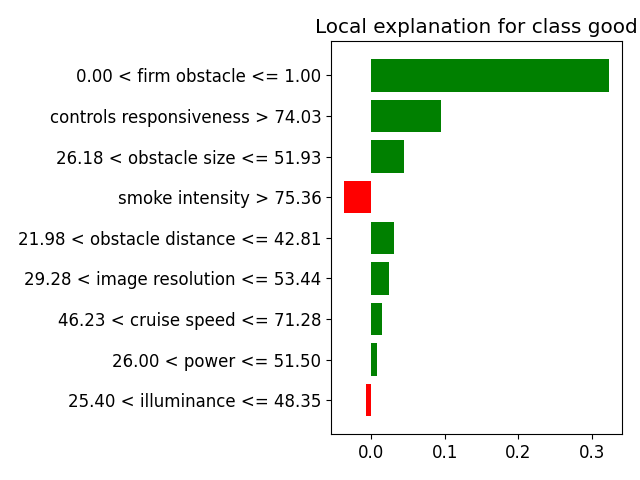 Local explanation for class good
0.00 < firm obstacle <= 1.00
controls responsiveness > 74.03
26.18 < obstacle size <= 51.93
smoke intensity > 75.36
21.98 < obstacle distance <= 42.81
29.28 < image resolution <= 53.44
46.23 < cruise speed <= 71.28
26.00 < power <= 51.50
25.40 < illuminance <= 48.35
0.0 0.1 0.2 0.3